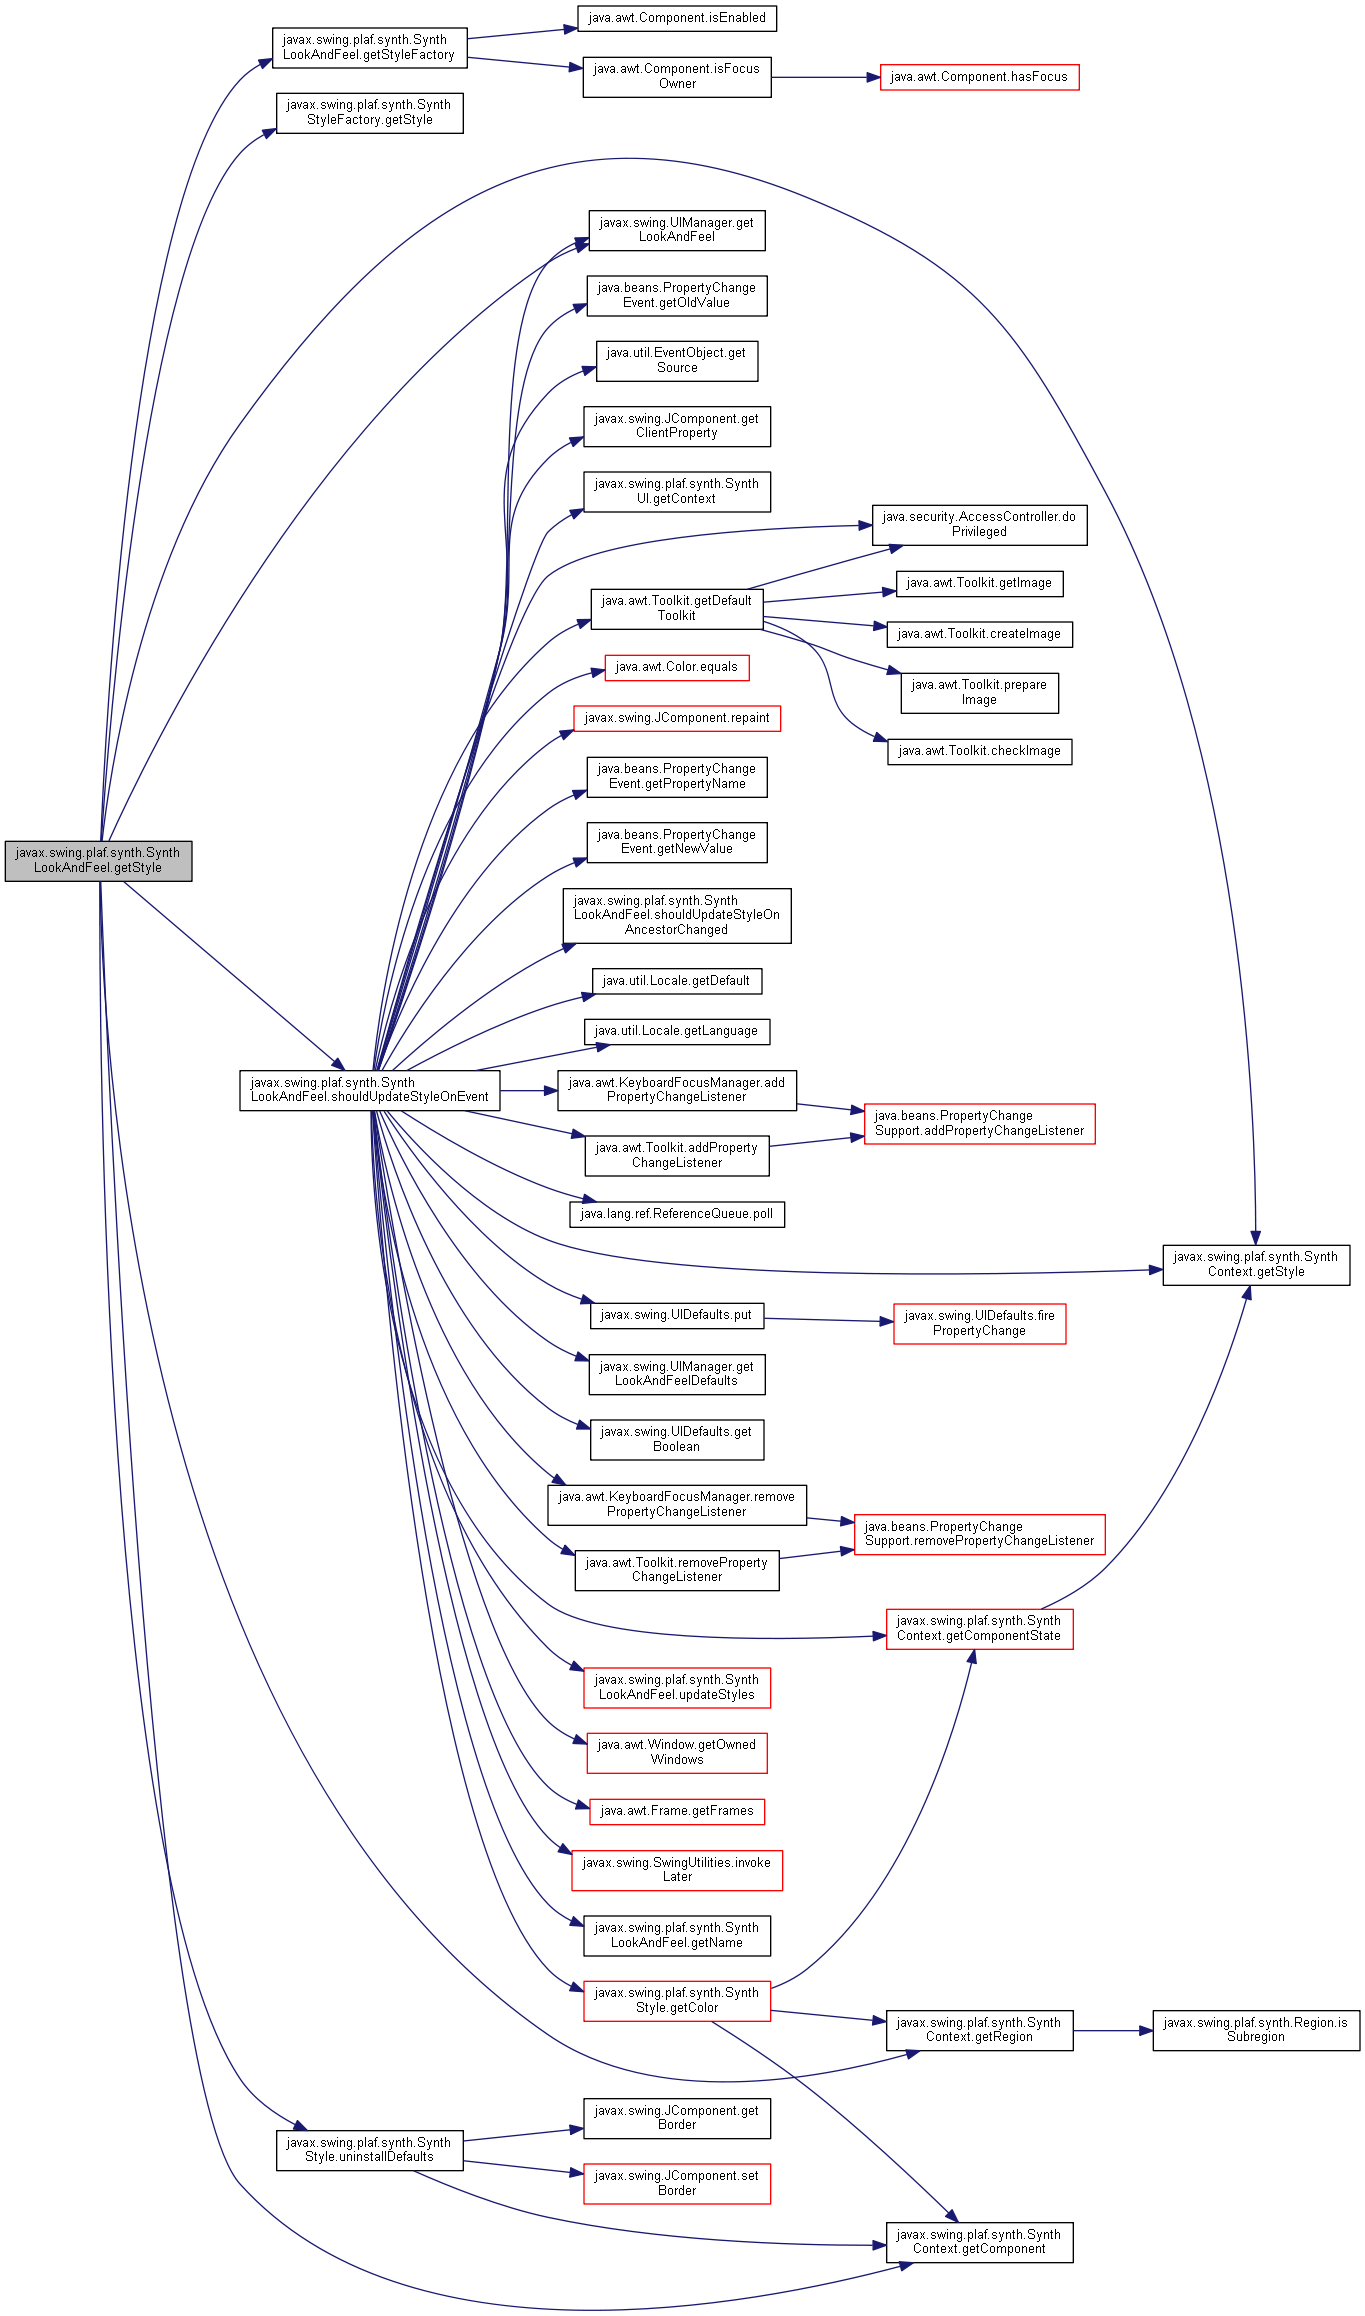 javax.swing.plaf.synth.Synth
LookAndFeel.getStyleFactory
java.awt.Component.isEnabled
java.awt.Component.isFocus
Owner
java.awt.Component.hasFocus
javax.swing.plaf.synth.Synth
StyleFactory.getStyle
javax.swing.UIManager.get
LookAndFeel
java.beans.PropertyChange
Event.getOldValue
java.util.EventObject.get
Source
javax.swing.JComponent.get
ClientProperty
javax.swing.plaf.synth.Synth
UI.getContext
java.security.AccessController.do
Privileged
java.awt.Toolkit.getDefault
Toolkit
java.awt.Toolkit.getImage
java.awt.Toolkit.createImage
java.awt.Toolkit.prepare
Image
java.awt.Toolkit.checkImage
java.awt.Color.equals
javax.swing.JComponent.repaint
java.beans.PropertyChange
Event.getPropertyName
java.beans.PropertyChange
Event.getNewValue
javax.swing.plaf.synth.Synth
LookAndFeel.getStyle
javax.swing.plaf.synth.Synth
LookAndFeel.shouldUpdateStyleOn
AncestorChanged
java.util.Locale.getDefault
java.util.Locale.getLanguage
javax.swing.plaf.synth.Synth
LookAndFeel.shouldUpdateStyleOnEvent
java.awt.KeyboardFocusManager.add
PropertyChangeListener
java.beans.PropertyChange
Support.addPropertyChangeListener
java.awt.Toolkit.addProperty
ChangeListener
java.lang.ref.ReferenceQueue.poll
javax.swing.plaf.synth.Synth
Context.getStyle
javax.swing.UIDefaults.put
javax.swing.UIDefaults.fire
PropertyChange
javax.swing.UIManager.get
LookAndFeelDefaults
javax.swing.UIDefaults.get
Boolean
java.awt.KeyboardFocusManager.remove
PropertyChangeListener
java.beans.PropertyChange
Support.removePropertyChangeListener
java.awt.Toolkit.removeProperty
ChangeListener
javax.swing.plaf.synth.Synth
Context.getComponentState
javax.swing.plaf.synth.Synth
LookAndFeel.updateStyles
java.awt.Window.getOwned
Windows
java.awt.Frame.getFrames
javax.swing.SwingUtilities.invoke
Later
javax.swing.plaf.synth.Synth
LookAndFeel.getName
javax.swing.plaf.synth.Synth
Style.getColor
javax.swing.plaf.synth.Synth
Context.getRegion
javax.swing.plaf.synth.Region.is
Subregion
javax.swing.JComponent.get
Border
javax.swing.plaf.synth.Synth
Style.uninstallDefaults
javax.swing.JComponent.set
Border
javax.swing.plaf.synth.Synth
Context.getComponent